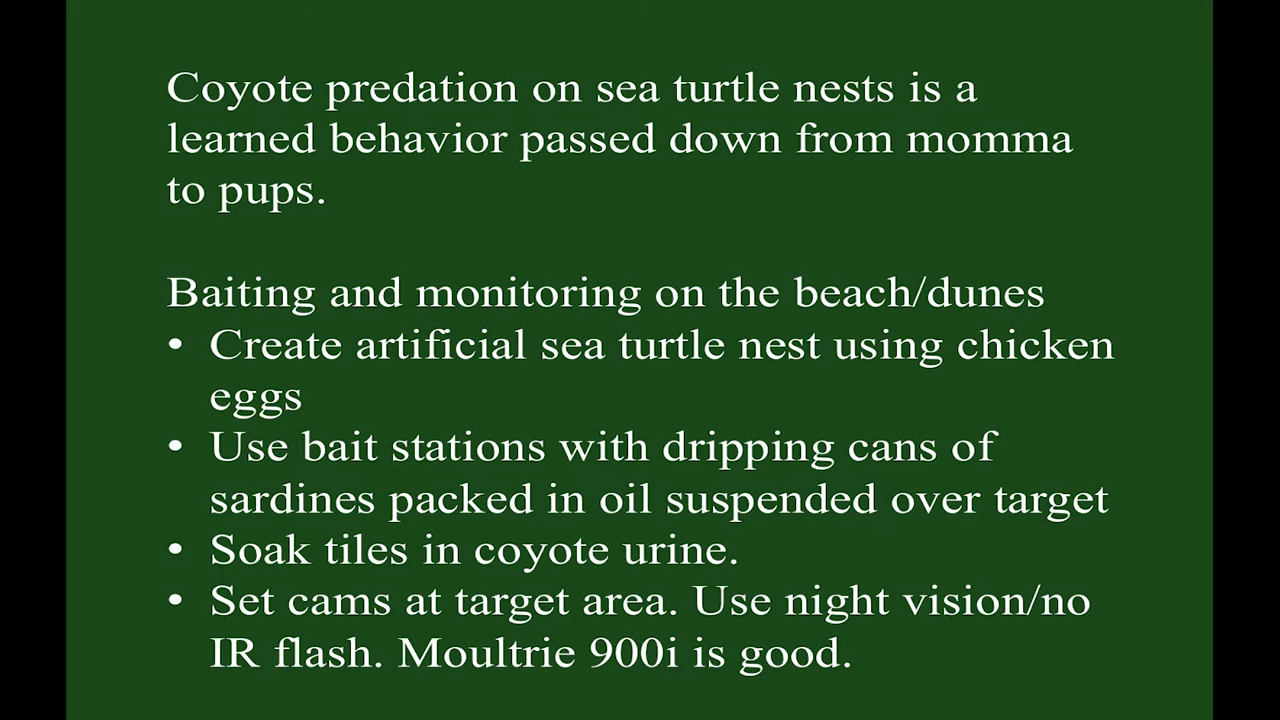 Coyote predation on sea turtle nests is a
learned behavior passed down from momma
to pups.
Baiting and monitoring on the beach/dunes
• Create artificial sea turtle nest using chicken
eggs
• Use bait stations with dripping cans of
sardines packed in oil suspended over target
• Soak tiles in coyote urine.
• Set cams at target area. Use night vision/no
IR flash. Moultrie 900i is good.